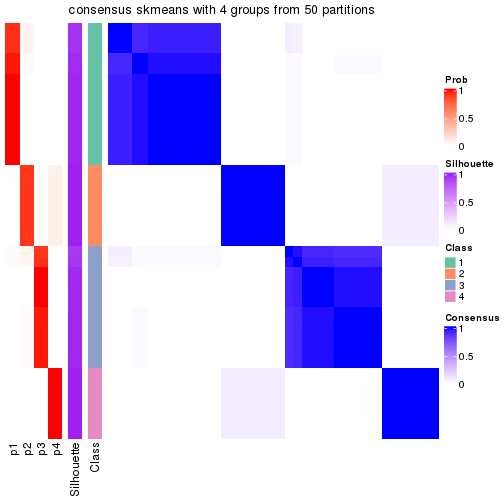 consensus skmeans with 4 groups from 50 partitions
Prob
1
0.5
0
Silhouette
1
0.5
0
Class
1
2
3
4
Consensus
1
0.5
0
p1
p2
p3
p4
Silhouette
Class